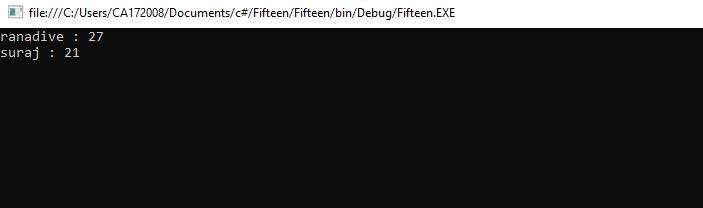 file:///C:/Users/CA172008/Documents/c#/Fifteen/Fifteen/bin/Debug/Fifteen.EXE
ranadive : 27
suraj : 21